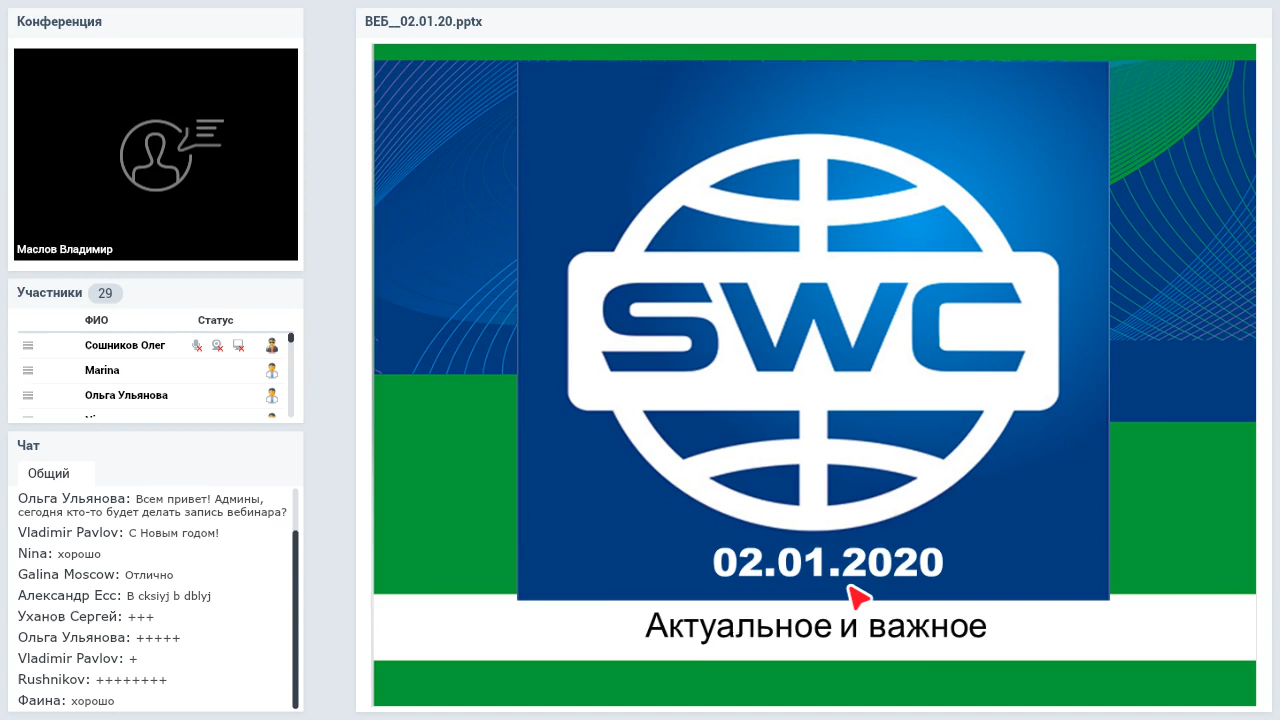 Конференция
Маслов Владимир
Участники 29
ФИО Статус
Сошников Олег
Marina
Ольга Ульянова
Чат
Общий
Ольга Ульянова: Всем привет! Админы,
сегодня кто-то будет делать запись вебинара?
Vladimir Pavlov: С Новым годом!
Nina: хорошо
Galina Moscow: Отлично
Александр Есс: B cksiyj b dblyj
Уханов Сергей: +++
Ольга Ульянова: +++++
Vladimir Pavlov: +
Rushnikov: ++++++++
Фаина: хорошо
ВЕБ__02.01.20.pptx
SWC
02.01.2020
Актуальное и важное